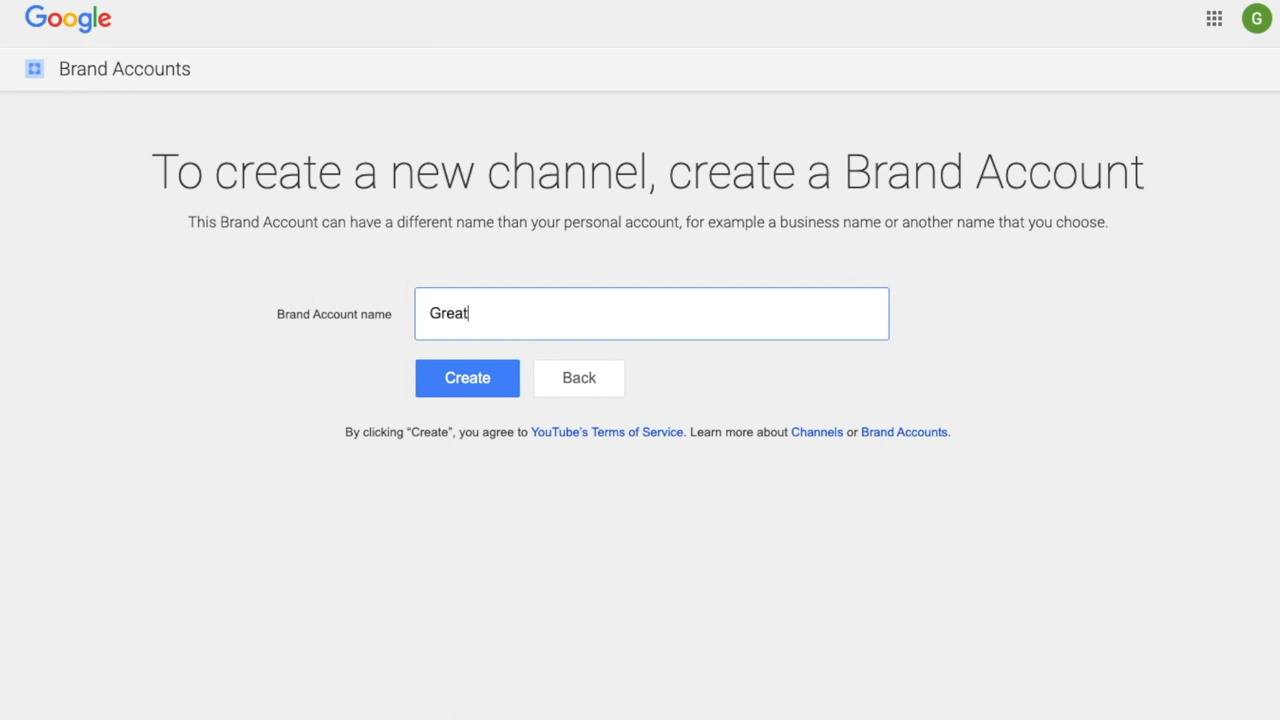 Google
G
Brand Accounts
To create a new channel, create a Brand Account
This Brand Account can have a different name than your personal account, for example a business name or another name that you choose.
Brand Account name
Great
Create
Back
By clicking “Create”, you agree to YouTube’s Terms of Service. Learn more about Channels or Brand Accounts.